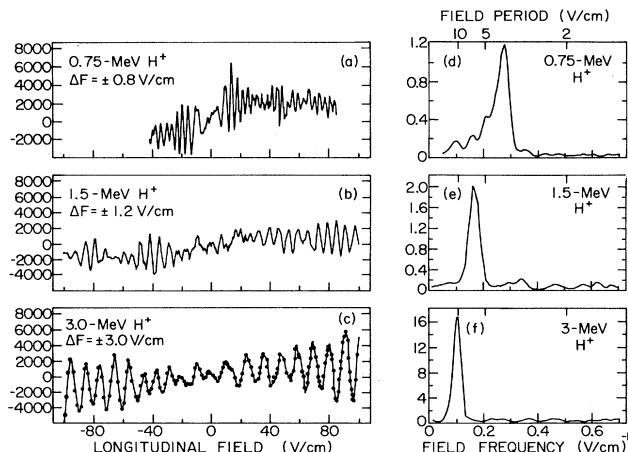 0.75-MeV H+
ΔF = ± 0.8 V/cm
(a)
8000
6000
4000
2000
0
-2000
1.5-MeV H+
ΔF = ± 1.2 V/cm
(b)
8000
6000
4000
2000
0
-2000
-4000
3.0-MeV H+
ΔF = ±3.0 V/cm
(c)
8000
6000
4000
2000
0
-2000
-4000
-80 -40 0 40 80
LONGITUDINAL FIELD (V/cm)
FIELD PERIOD (V/cm)
10 5 2
(d) 0.75-MeV
H+
1.2
0.8
0.4
0
(e) 1.5-MeV
H+
2.0
1.6
1.2
0.8
0.4
0.0
(f) 3-MeV
H+
16
12
8
4
0
0 0.2 0.4 0.6
FIELD FREQUENCY (V/cm)